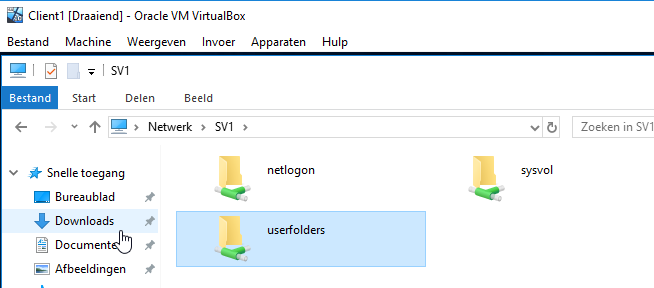 Client1 [Draaiend] - Oracle VM VirtualBox
Bestand Machine Weergeven Invoer Apparaten Hulp
SV1
Bestand Start Delen Beeld
Netwerk SV1
Zoeken in SV1
Snelle toegang
Bureaublad
Downloads
Documente
Afbeeldingen
netlogon
sysvol
userfolders